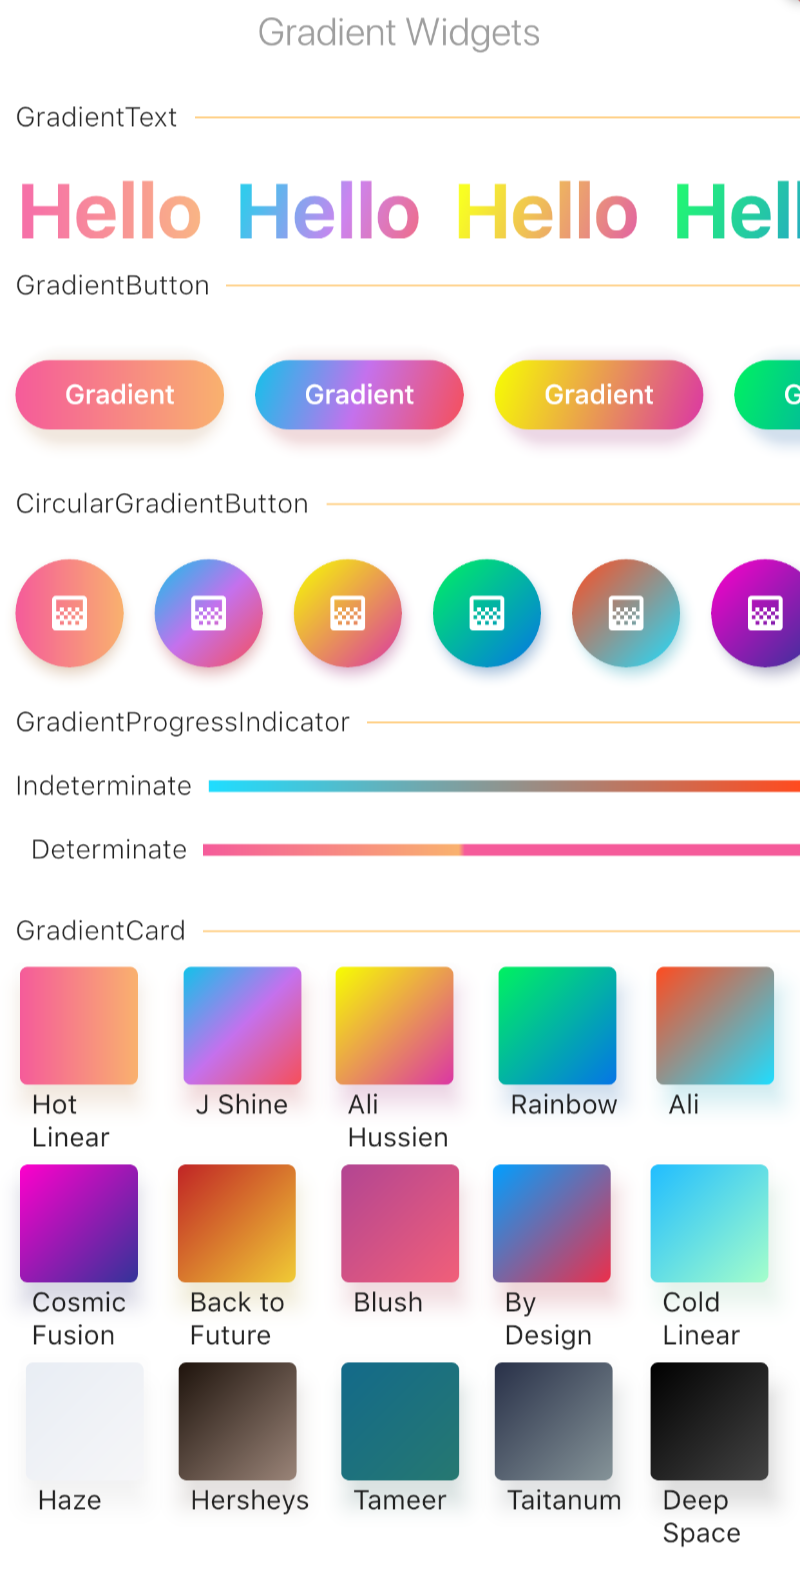 Gradient Widgets
GradientText
Hello Hello Hello Hell
GradientButton
Gradient Gradient Gradient G
CircularGradientButton
GradientProgressIndicator
Indeterminate
Determinate
GradientCard
Hot J Shine Ali Rainbow Ali
Linear Hussien
Cosmic Back to Blush By Cold
Fusion Future Design Linear
Haze Hersheys Tameer Taitanum Deep
Space